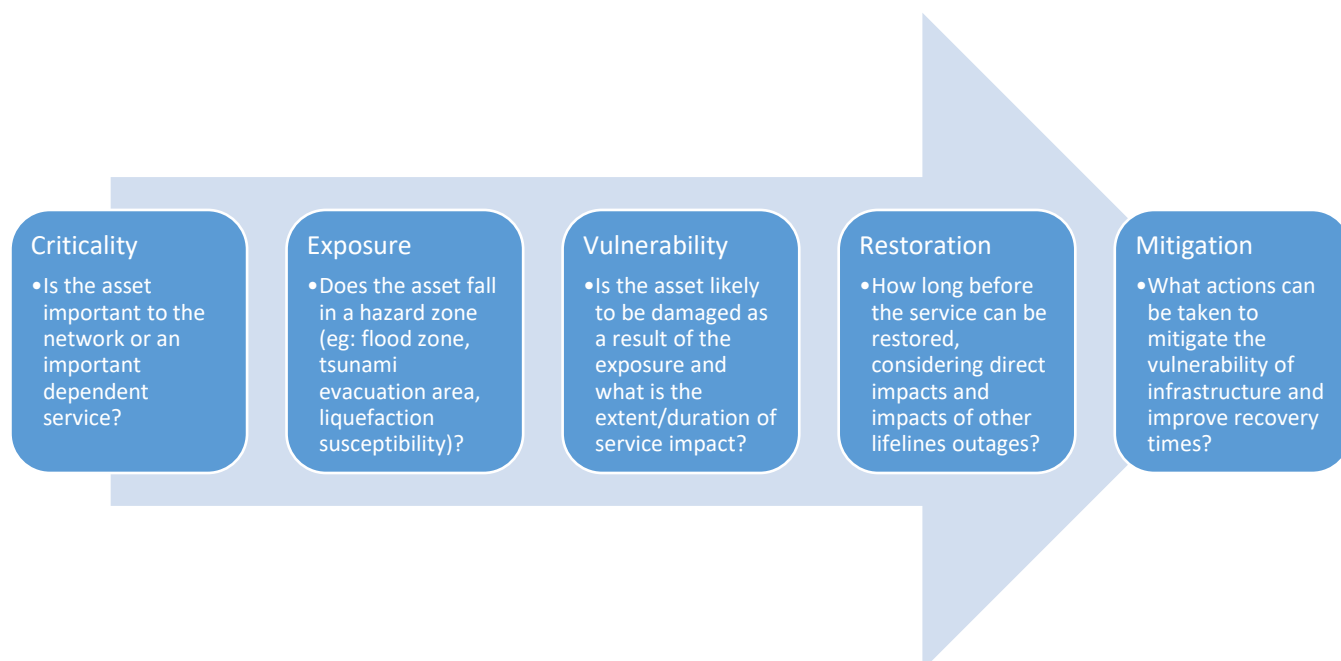 Criticality
•Is the asset
important to the
network or an
important
dependent
service?
Exposure
•Does the asset fall
in a hazard zone
(eg: flood zone,
tsunami
evacuation area,
liquefaction
susceptibility)?
Vulnerability
•Is the asset likely
to be damaged as
a result of the
exposure and
what is the
extent/duration of
service impact?
Restoration
•How long before
the service can be
restored,
considering direct
impacts and
impacts of other
lifelines outages?
Mitigation
•What actions can
be taken to
mitigate the
vulnerability of
infrastructure and
improve recovery
times?